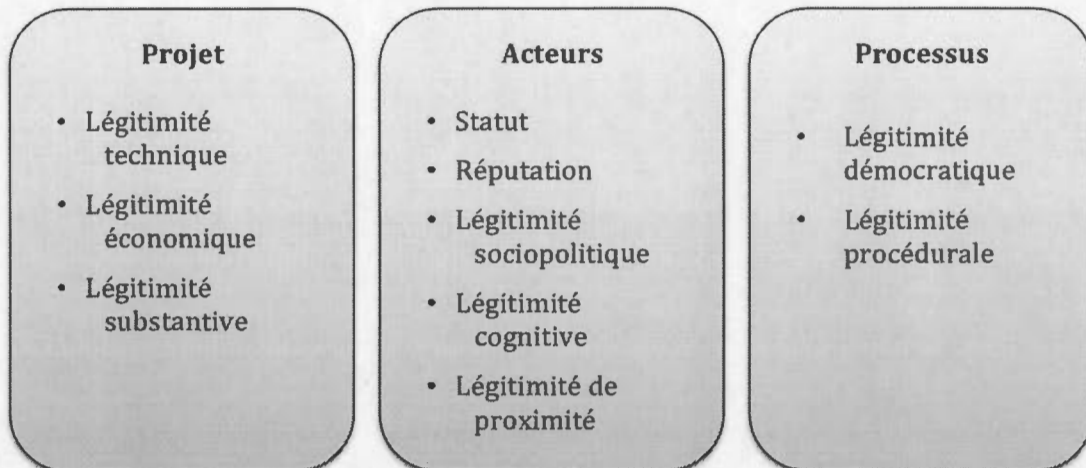 Projet
• Légitimité
technique
• Légitimité
économique
• Légitimité
substantive
Acteurs
• Statut
• Réputation
• Légitimité
sociopolitique
• Légitimité
cognitive
• Légitimité de
proximité
Processus
• Légitimité
démocratique
• Légitimité
procédurale